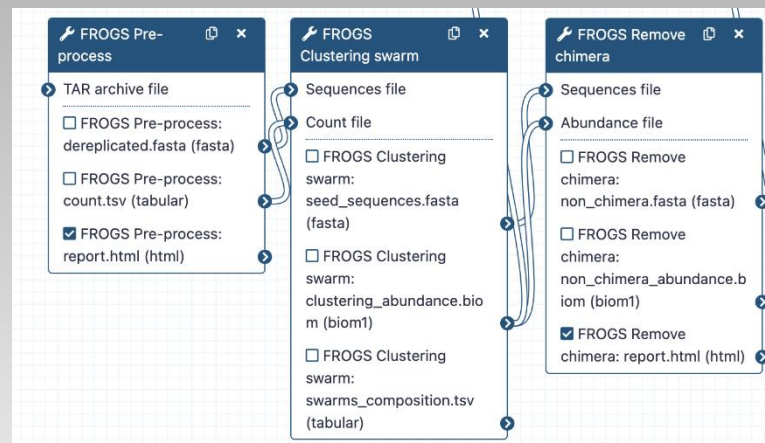 FROGS Pre-
process
TAR archive file
FROGS Pre-process:
dereplicated.fasta (fasta)
FROGS Pre-process:
count.tsv (tabular)
FROGS Pre-process:
report.html (html)
FROGS
Clustering swarm
Sequences file
Count file
FROGS Clustering
swarm:
seed_sequences.fasta
(fasta)
FROGS Clustering
swarm:
clustering_abundance.bio
m (biom1)
FROGS Clustering
swarm:
swarms_composition.tsv
(tabular)
FROGS Remove
chimera
Sequences file
Abundance file
FROGS Remove
chimera:
non_chimera.fasta (fasta)
FROGS Remove
chimera:
non_chimera_abundance.b
iom (biom1)
FROGS Remove
chimera: report.html (html)